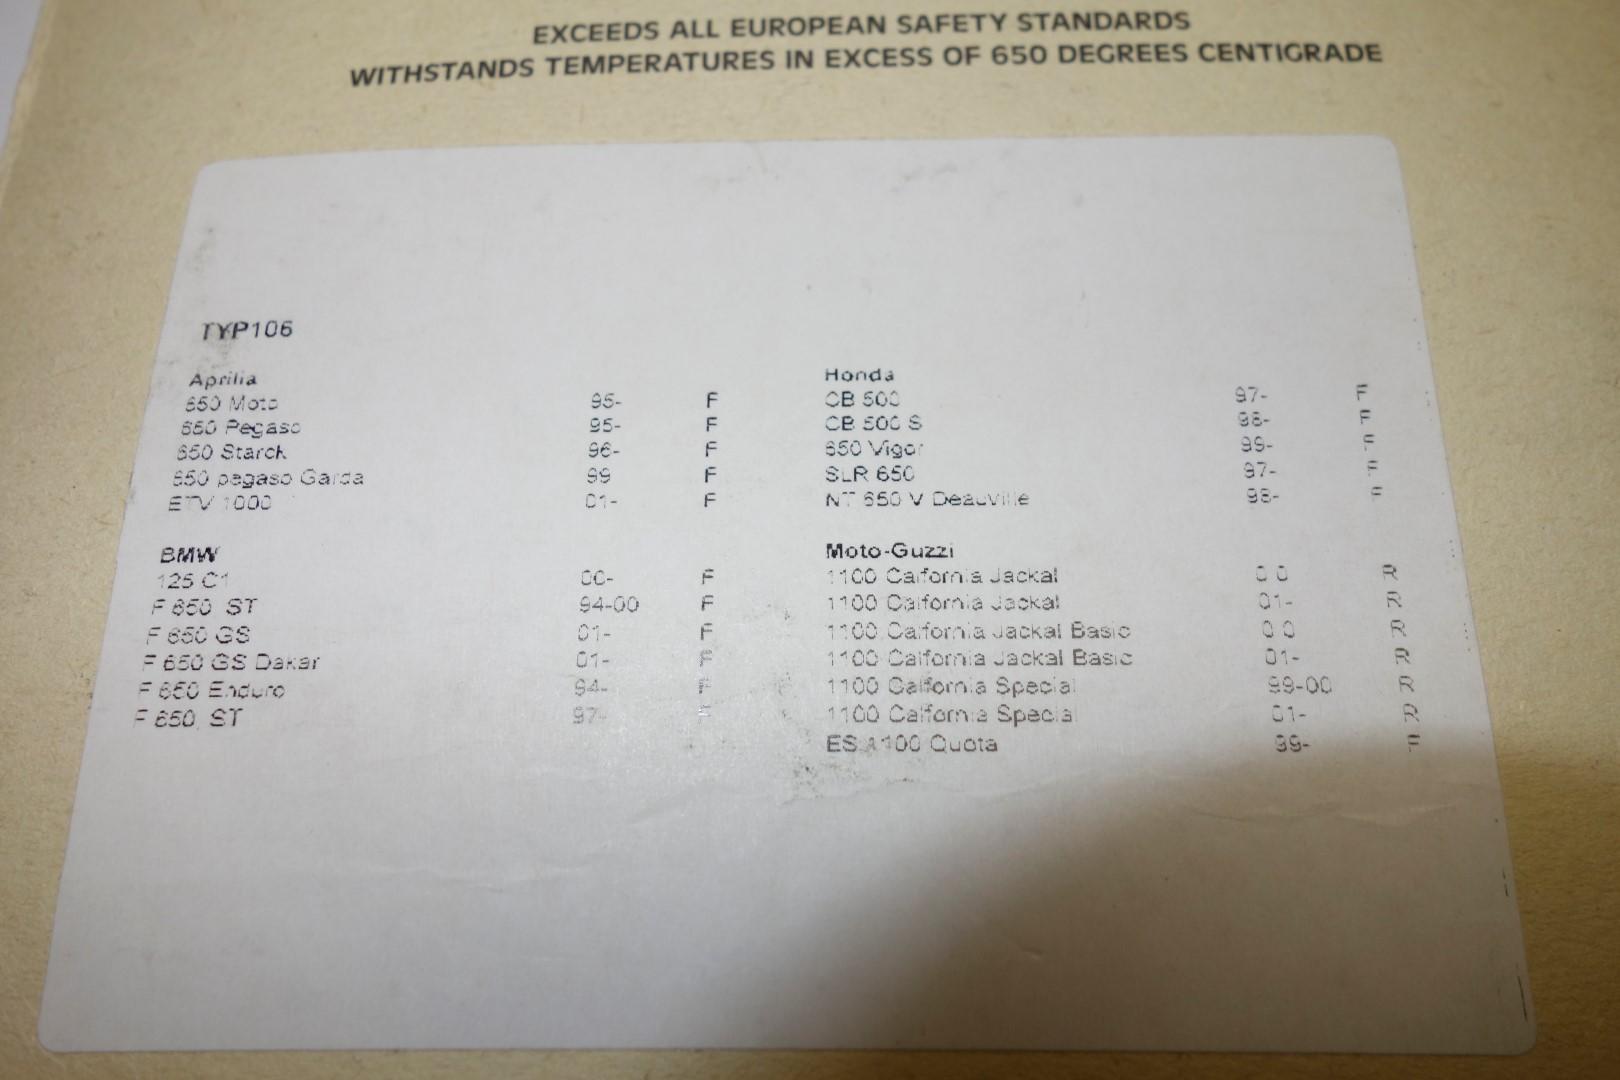 EXCEEDS ALL EUROPEAN SAFETY STANDARDS
WITHSTANDS TEMPERATURES IN EXCESS OF 650 DEGREES CENTIGRADE
TYP106
Aprilia
650 Moto 95- F
650 Pegaso 95- F
650 Starck 96- F
650 pegaso Garda 99 F
ETV 1000 01- F
BMW
125 C1 00- F
F 650 ST 94-00 F
F 650 GS 01- F
F 650 GS Dakar 01- F
F 650 Enduro 94- F
F 650 ST 97- F
Honda
CB 500 97- F
CB 500 S 98- F
650 Vigor 99- F
SLR 650 97- F
NT 650 V Deauville 98- F
Moto-Guzzi
1100 California Jackal 0 0 R
1100 California Jackal 01- R
1100 California Jackal Basic 0 0 R
1100 California Jackal Basic 01- R
1100 California Special 99-00 R
1100 California Special 01- R
ES 1100 Quota 99- F